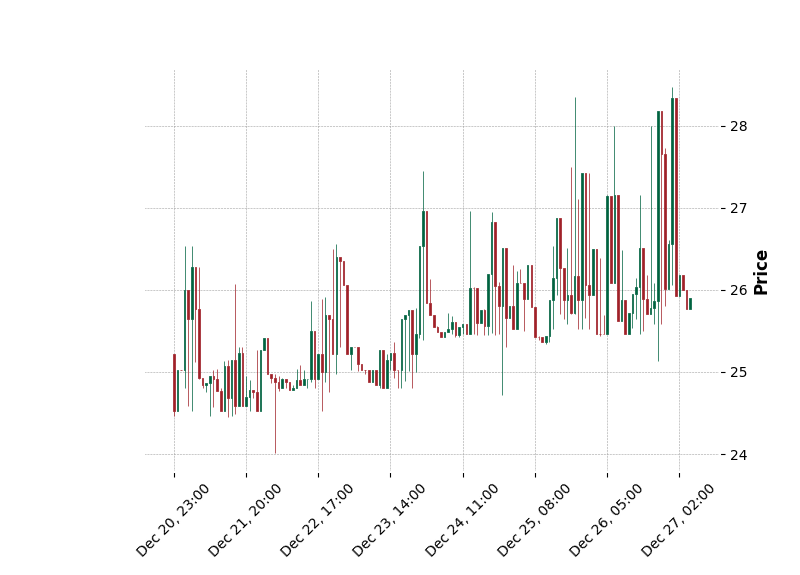 28
27
26
25
24
Price
Dec 20, 23:00
Dec 21, 20:00
Dec 22, 17:00
Dec 23, 14:00
Dec 24, 11:00
Dec 25, 08:00
Dec 26, 05:00
Dec 27, 02:00